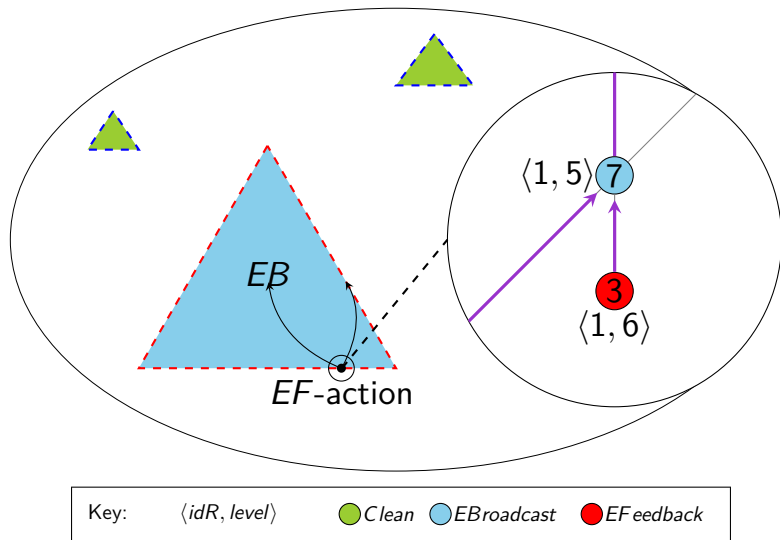 ⟨1, 5⟩ 7
EB
3
⟨1, 6⟩
EF-action
Key: ⟨idR, level⟩ Clean EBroadcast EFeedback